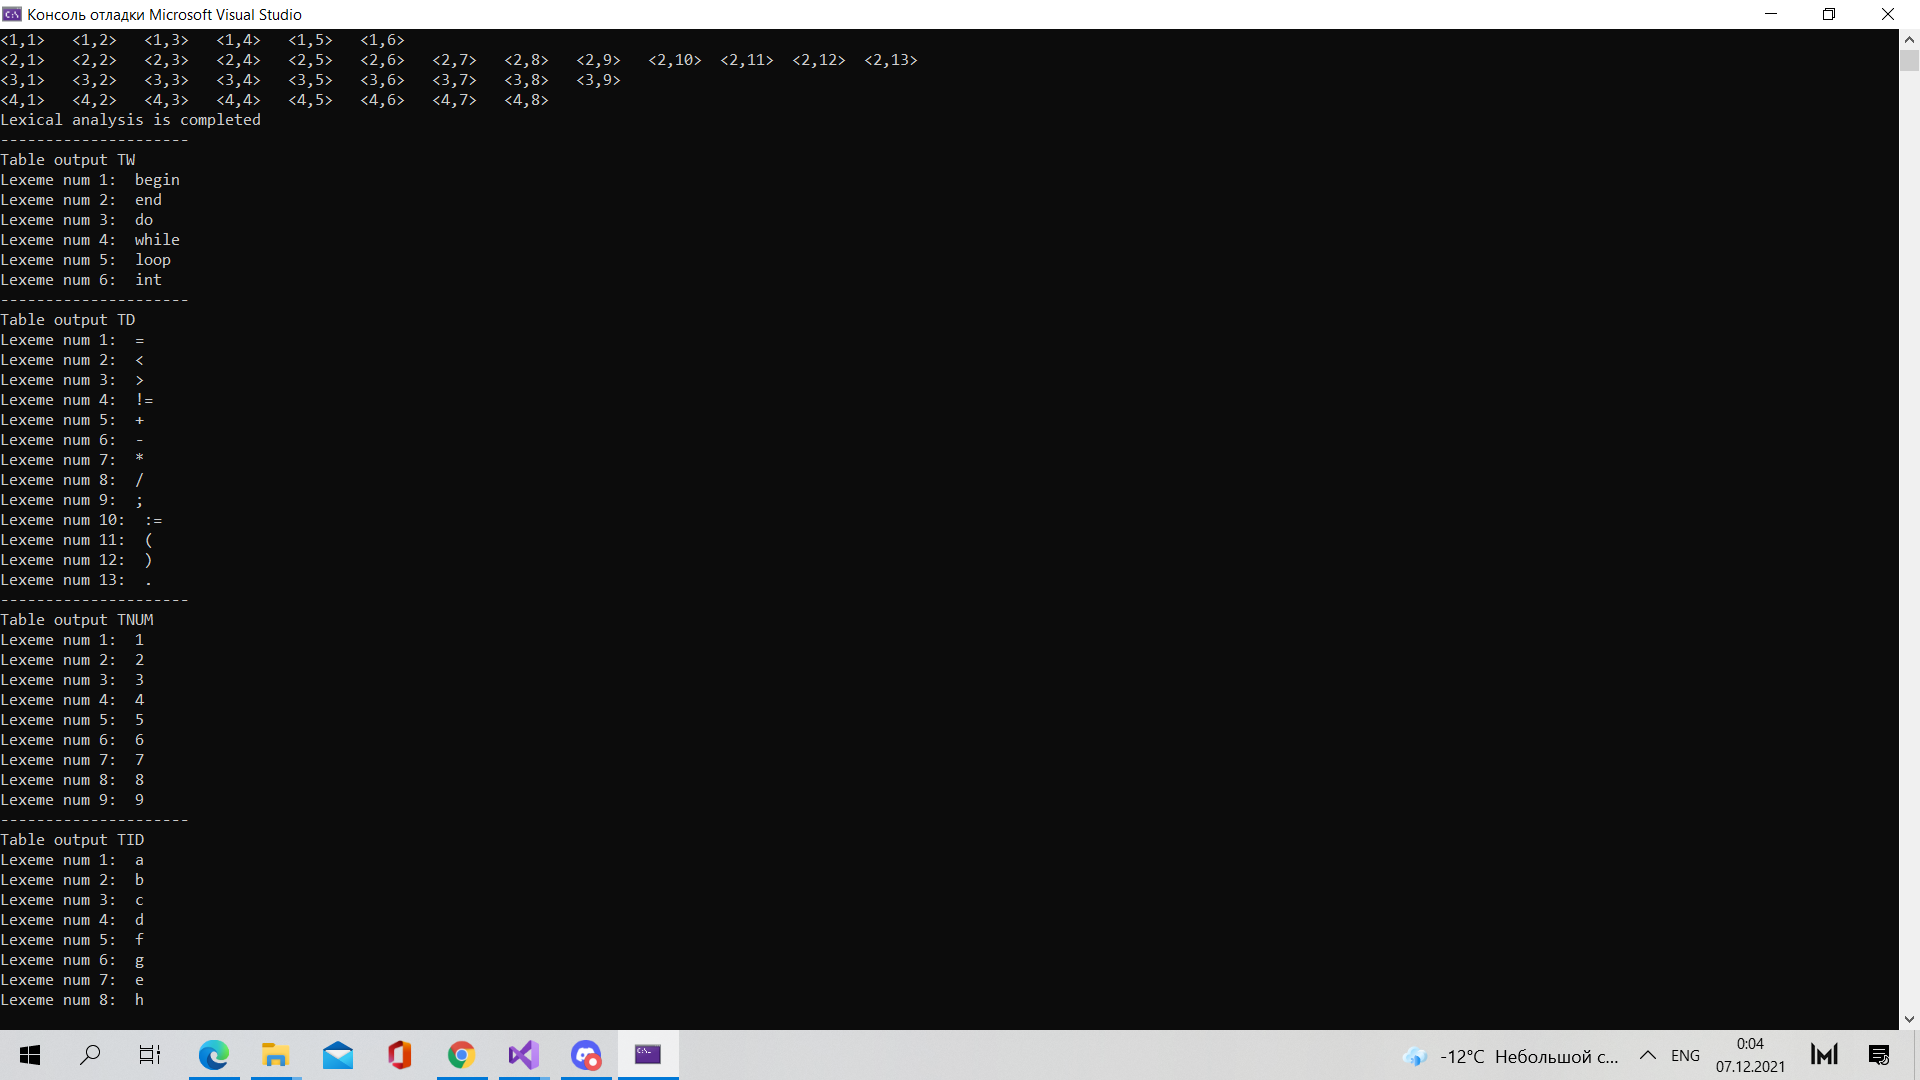 Консоль отладки Microsoft Visual Studio
<1,1> <1,2> <1,3> <1,4> <1,5> <1,6>
<2,1> <2,2> <2,3> <2,4> <2,5> <2,6> <2,7> <2,8> <2,9> <2,10> <2,11> <2,12> <2,13>
<3,1> <3,2> <3,3> <3,4> <3,5> <3,6> <3,7> <3,8> <3,9>
<4,1> <4,2> <4,3> <4,4> <4,5> <4,6> <4,7> <4,8>
Lexical analysis is completed
---------------------
Table output TW
Lexeme num 1: begin
Lexeme num 2: end
Lexeme num 3: do
Lexeme num 4: while
Lexeme num 5: loop
Lexeme num 6: int
---------------------
Table output TD
Lexeme num 1: =
Lexeme num 2: <
Lexeme num 3: >
Lexeme num 4: !=
Lexeme num 5: +
Lexeme num 6: -
Lexeme num 7: *
Lexeme num 8: /
Lexeme num 9: ;
Lexeme num 10: :=
Lexeme num 11: (
Lexeme num 12: )
Lexeme num 13: .
---------------------
Table output TNUM
Lexeme num 1: 1
Lexeme num 2: 2
Lexeme num 3: 3
Lexeme num 4: 4
Lexeme num 5: 5
Lexeme num 6: 6
Lexeme num 7: 7
Lexeme num 8: 8
Lexeme num 9: 9
---------------------
Table output TID
Lexeme num 1: a
Lexeme num 2: b
Lexeme num 3: c
Lexeme num 4: d
Lexeme num 5: f
Lexeme num 6: g
Lexeme num 7: e
Lexeme num 8: h
-12°C Небольшой с... ENG
0:04
07.12.2021